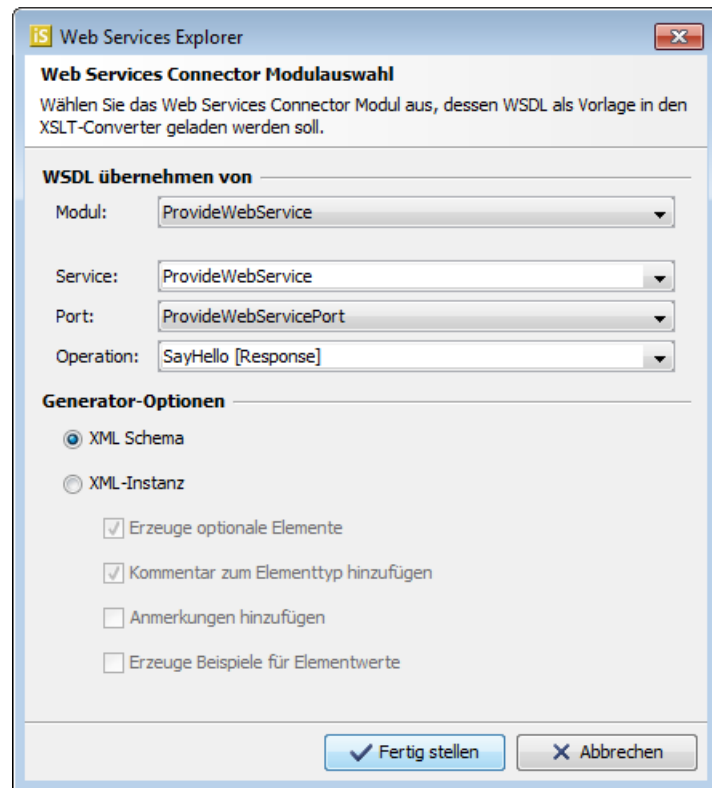 iS Web Services Explorer
Web Services Connector Modulauswahl
Wählen Sie das Web Services Connector Modul aus, dessen WSDL als Vorlage in den
XSLT-Converter geladen werden soll.
WSDL übernehmen von
Modul: ProvideWebService
Service: ProvideWebService
Port: ProvideWebServicePort
Operation: SayHello [Response]
Generator-Optionen
XML Schema
XML-Instanz
Erzeuge optionale Elemente
Kommentar zum Elementtyp hinzufügen
Anmerkungen hinzufügen
Erzeuge Beispiele für Elementwerte
Fertig stellen Abbrechen